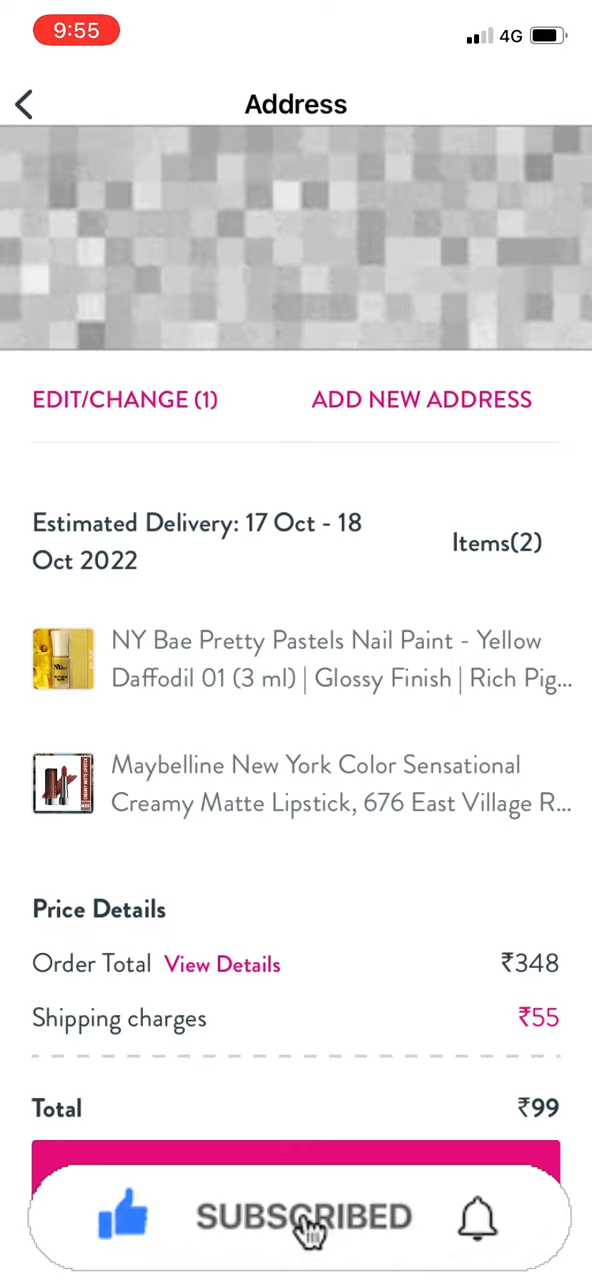 9:55
4G
Address
EDIT/CHANGE (1)
ADD NEW ADDRESS
Estimated Delivery: 17 Oct - 18
Oct 2022
Items(2)
NY Bae Pretty Pastels Nail Paint - Yellow
Daffodil 01 (3 ml) | Glossy Finish | Rich Pig...
Maybelline New York Color Sensational
Creamy Matte Lipstick, 676 East Village R...
Price Details
Order Total View Details ₹348
Shipping charges ₹55
Total ₹99
SUBSCRIBED